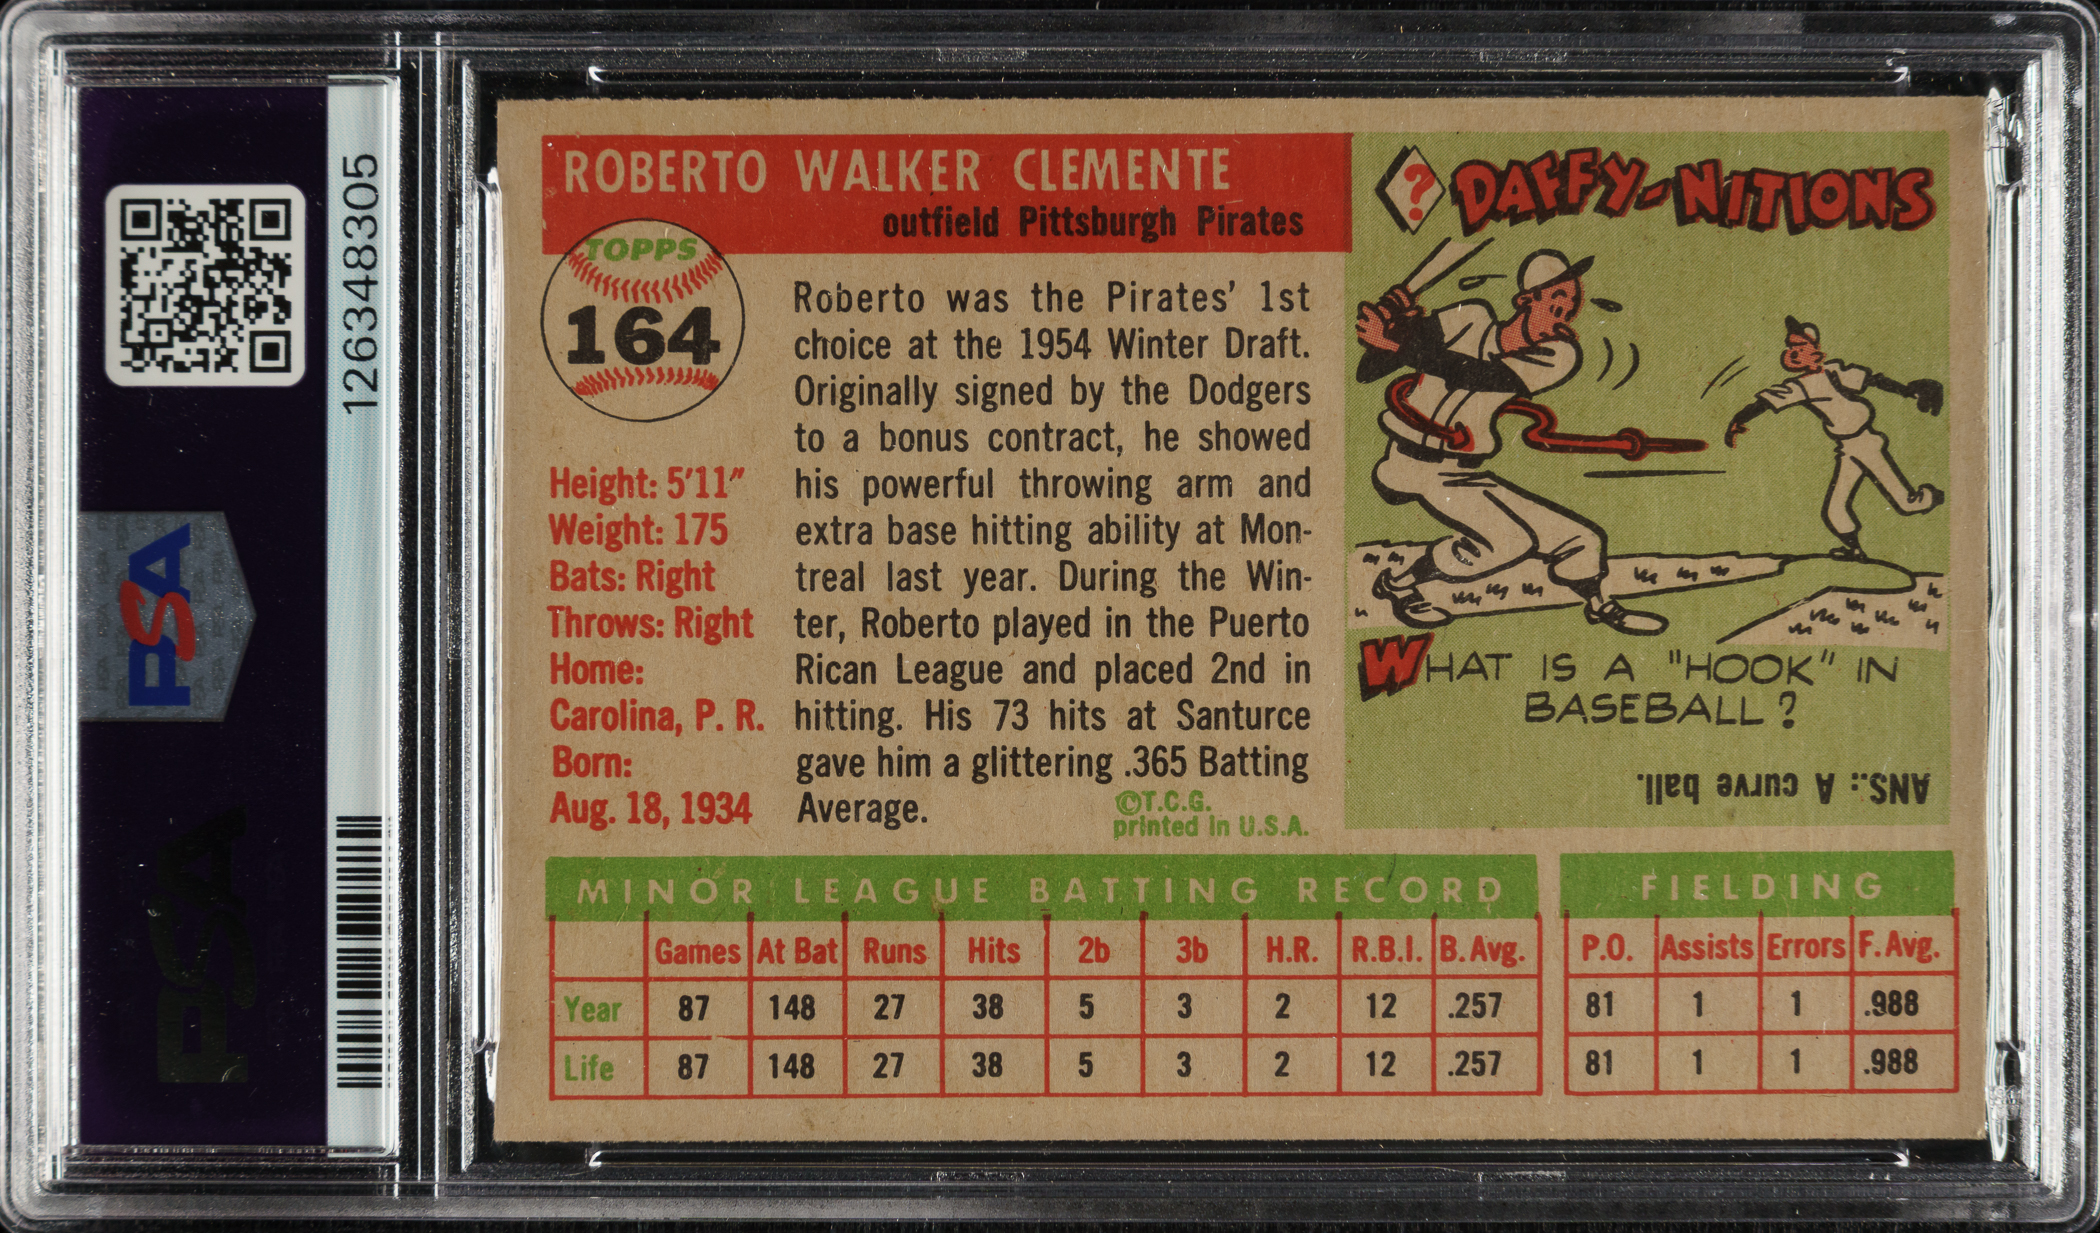 126348305
PSA
PSA
ROBERTO WALKER CLEMENTE
outfield Pittsburgh Pirates
TOPPS
164
Height: 5'11"
Weight: 175
Bats: Right
Throws: Right
Home:
Carolina, P. R.
Born:
Aug. 18, 1934
Roberto was the Pirates' 1st
choice at the 1954 Winter Draft.
Originally signed by the Dodgers
to a bonus contract, he showed
his powerful throwing arm and
extra base hitting ability at Mon-
treal last year. During the Win-
ter, Roberto played in the Puerto
Rican League and placed 2nd in
hitting. His 73 hits at Santurce
gave him a glittering .365 Batting
Average.
©T.C.G.
printed in U.S.A.
? DAFFY-NITIONS
WHAT IS A "HOOK" IN
BASEBALL?
ANS.: A curve ball.
MINOR LEAGUE BATTING RECORD
Games At Bat Runs Hits 2b 3b H.R. R.B.I. B. Avg.
Year 87 148 27 38 5 3 2 12 .257
Life 87 148 27 38 5 3 2 12 .257
FIELDING
P.O. Assists Errors F. Avg.
81 1 1 .988
81 1 1 .988